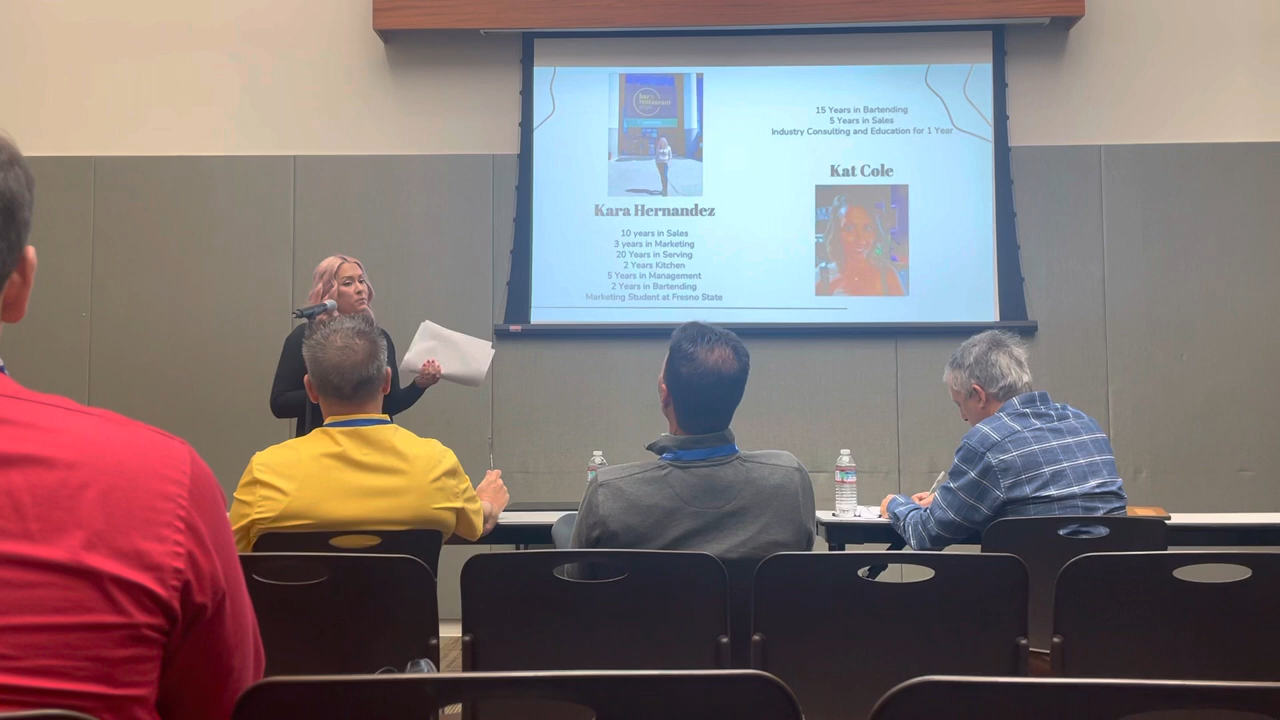 Kara Hernandez
10 years in Sales
3 years in Marketing
20 Years in Serving
2 Years Kitchen
5 Years in Management
2 Years in Bartending
Marketing Student at Fresno State
15 Years in Bartending
5 Years in Sales
Industry Consulting and Education for 1 Year
Kat Cole